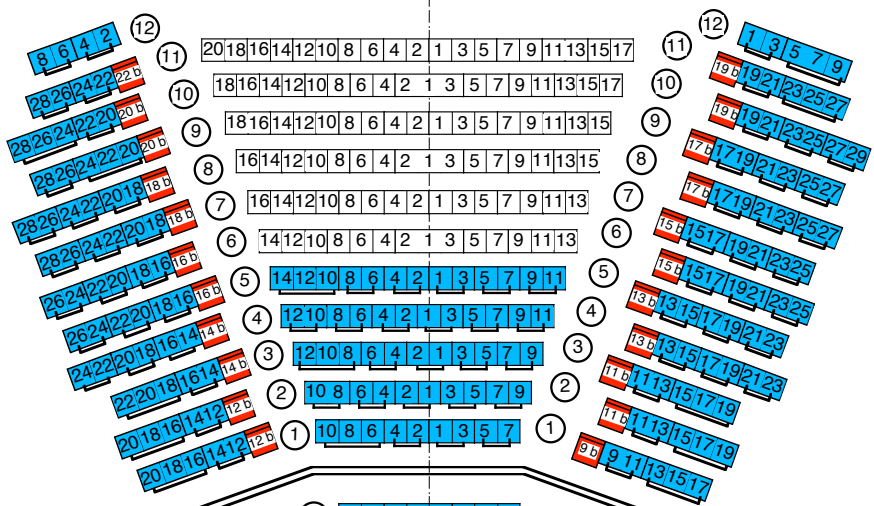 8 6 4 2 12
28 26 24 22 22 b 11
28 26 24 22 20 20 b 10
28 26 24 22 20 20 b 9
28 26 24 22 20 18 18 b 8
28 26 24 22 20 18 18 b 7
26 24 22 20 18 16 16 b 6
26 24 22 20 18 16 16 b 5
24 22 20 18 16 14 14 b 4
22 20 18 16 14 14 b 3
20 18 16 14 12 12 b 2
20 18 16 14 12 12 b 1
20 18 16 14 12 10 8 6 4 2 1 3 5 7 9 11 13 15 17
18 16 14 12 10 8 6 4 2 1 3 5 7 9 11 13 15 17
18 16 14 12 10 8 6 4 2 1 3 5 7 9 11 13 15
16 14 12 10 8 6 4 2 1 3 5 7 9 11 13 15
16 14 12 10 8 6 4 2 1 3 5 7 9 11 13
14 12 10 8 6 4 2 1 3 5 7 9 11 13
14 12 10 8 6 4 2 1 3 5 7 9 11
12 10 8 6 4 2 1 3 5 7 9 11
12 10 8 6 4 2 1 3 5 7 9
10 8 6 4 2 1 3 5 7 9
10 8 6 4 2 1 3 5 7
12 1 3 5 7 9
11 19 b 19 21 23 25 27
10 19 b 19 21 23 25 27 29
9 17 b 17 19 21 23 25 27
8 17 b 17 19 21 23 25 27
7 15 b 15 17 19 21 23 25
6 15 b 15 17 19 21 23 25
5 13 b 13 15 17 19 21 23
4 13 b 13 15 17 19 21 23
3 11 b 11 13 15 17 19
2 11 b 11 13 15 17 19
1 9 b 9 11 13 15 17